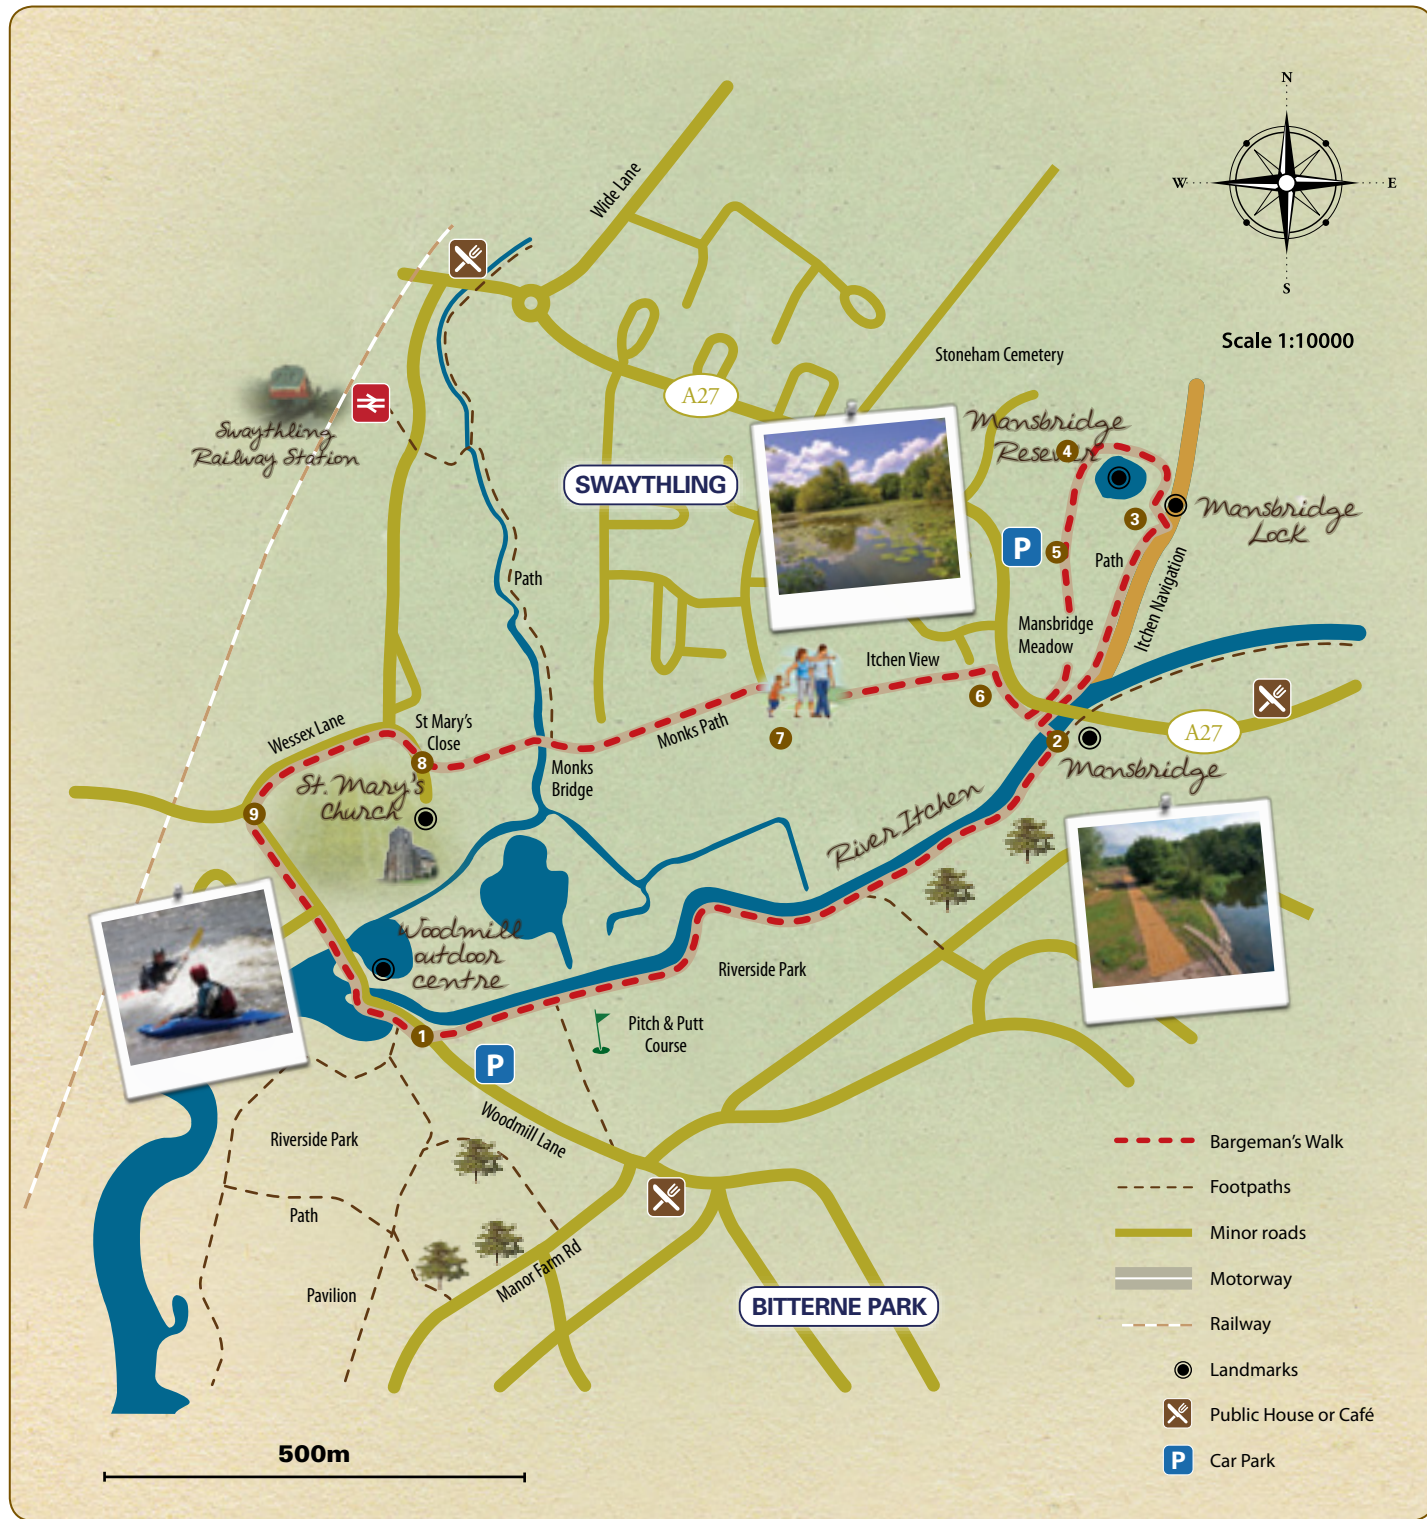 N
W
E
S
Scale 1:10000
Wide Lane
Stoneham Cemetery
A27
Swaythling
Railway Station
SWAYTHLING
Mansbridge
Resever
4
3
Mansbridge
Lock
P
5
Path
Itchen Navigation
Path
Mansbridge
Meadow
Itchen View
6
7
Monks Path
A27
2
Mansbridge
Wessex Lane
St Mary's
Close
8
St. Mary's
Church
9
Monks
Bridge
River Itchen
Woodmill
outdoor
centre
Riverside Park
1
Pitch & Putt
Course
P
Woodmill Lane
Riverside Park
Path
Pavilion
Manor Farm Rd
BITTERNE PARK
Bargeman's Walk
Footpaths
Minor roads
Motorway
Railway
Landmarks
Public House or Café
P
Car Park
500m